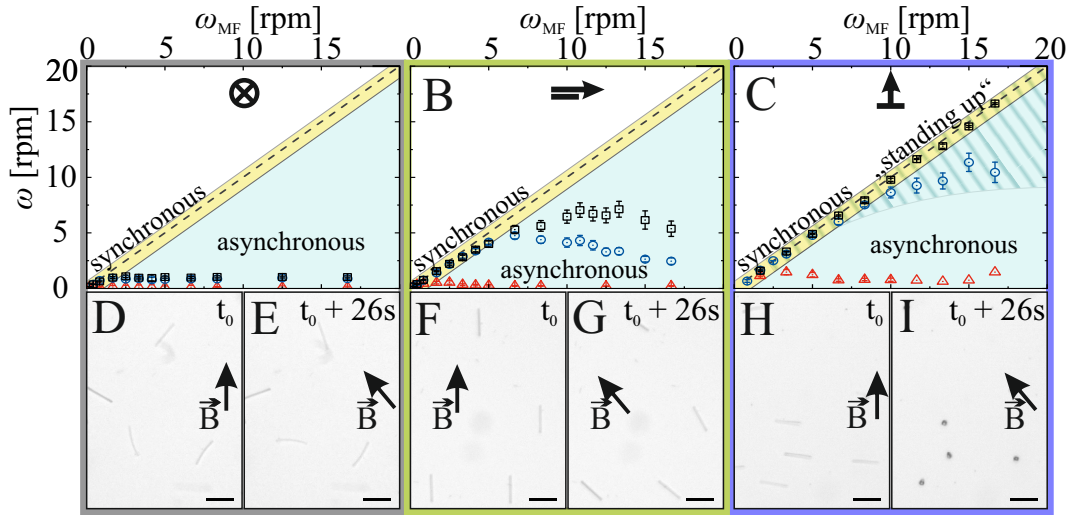 ω_MF [rpm] ω_MF [rpm] ω_MF [rpm]
0 5 10 15 0 5 10 15 0 5 10 15 20
ω [rpm]
20
15
10
5
0
synchronous
asynchronous
B
synchronous
asynchronous
C
synchronous
„standing up“
asynchronous
D t₀
B
E t₀ + 26s
F t₀
B
G t₀ + 26s
B
H t₀
B
I t₀ + 26s
B